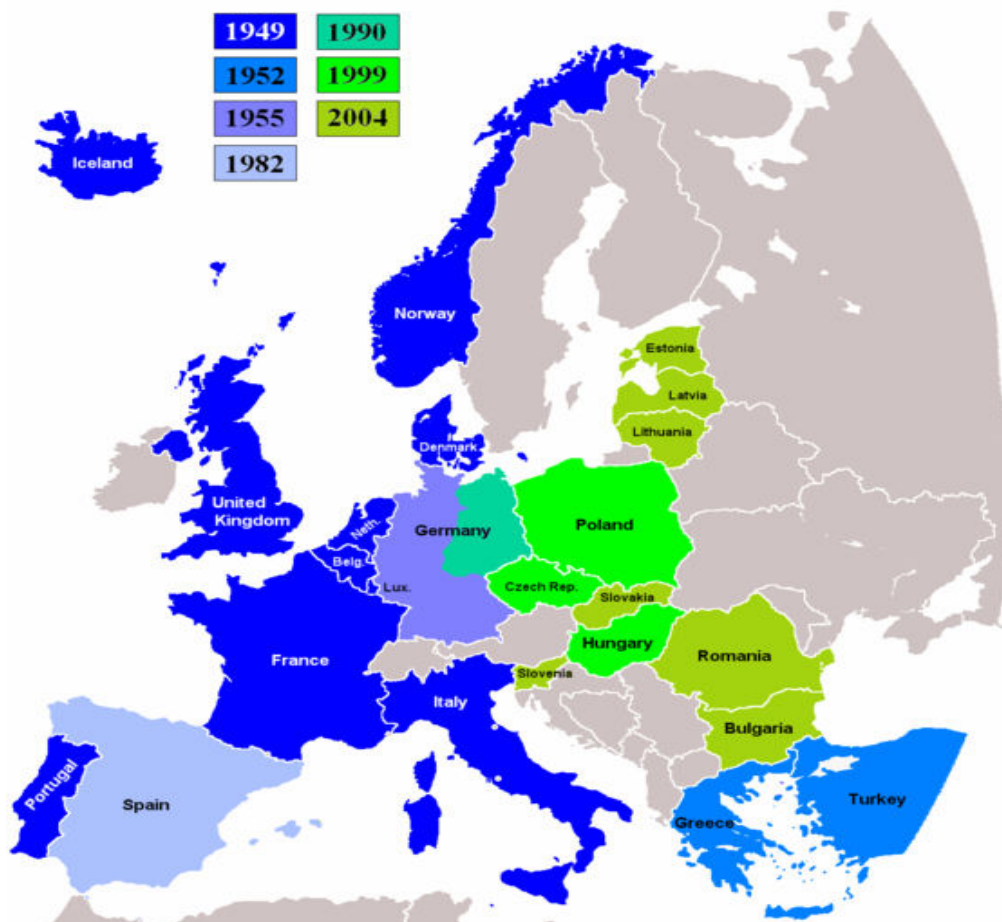 1949
1990
1952
1999
1955
2004
1982
Iceland
Norway
Estonia
Latvia
Lithuania
Denmark
United
Kingdom
Neth.
Germany
Poland
Belg.
Lux.
Czech Rep.
Slovakia
Hungary
France
Romania
Slovenia
Italy
Bulgaria
Portugal
Spain
Turkey
Greece